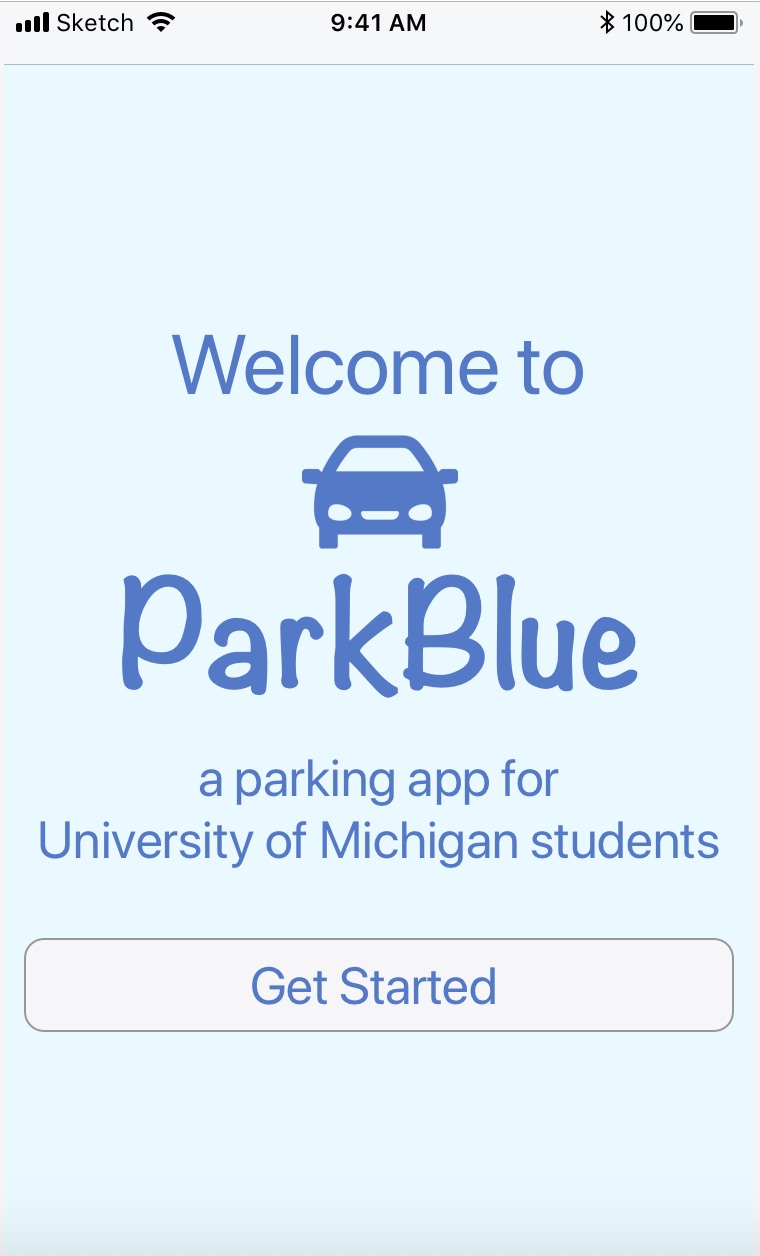 Sketch 9:41 AM 100%
Welcome to
ParkBlue
a parking app for
University of Michigan students
Get Started